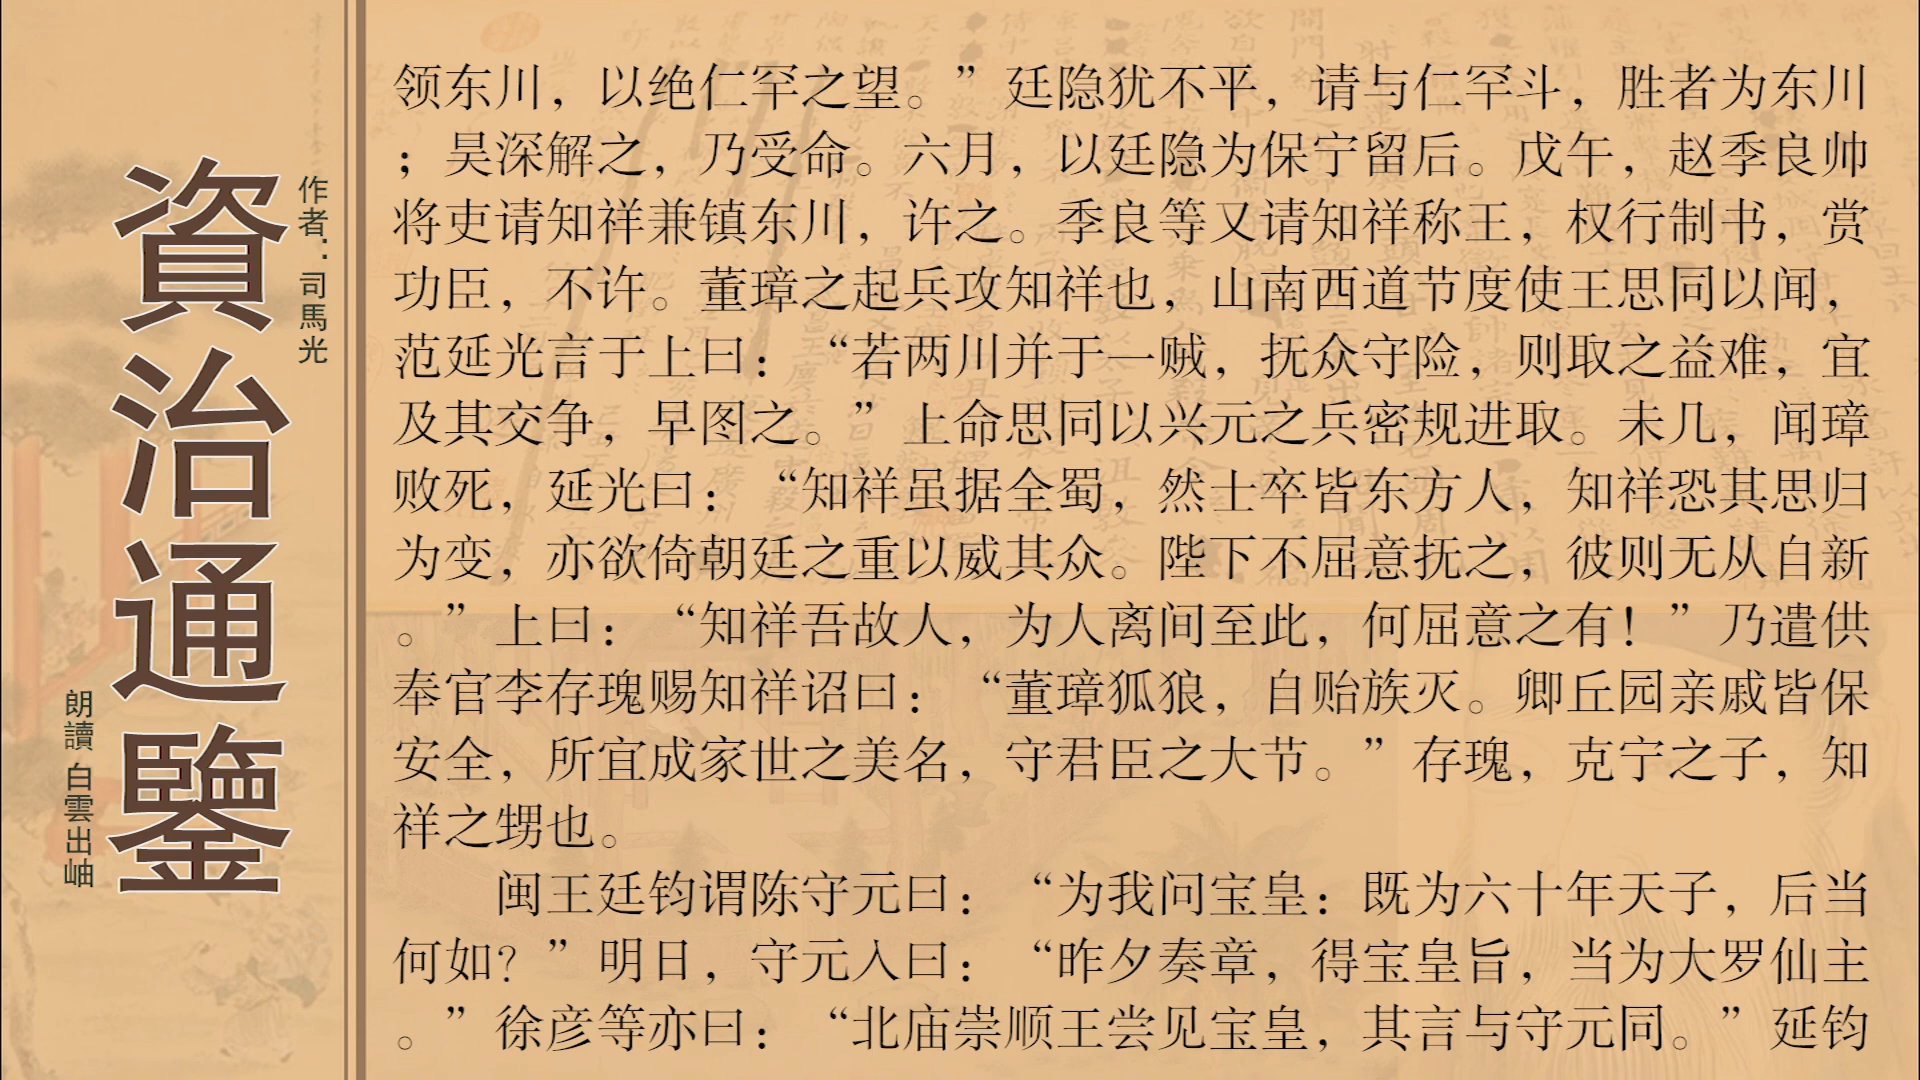 資治通鑒
作者：司馬光
朗讀 白雲出岫
领东川，以绝仁罕之望。”廷隐犹不平，请与仁罕斗，胜者为东川
；昊深解之，乃受命。六月，以廷隐为保宁留后。戊午，赵季良帅
将吏请知祥兼镇东川，许之。季良等又请知祥称王，权行制书，赏
功臣，不许。董璋之起兵攻知祥也，山南西道节度使王思同以闻，
范延光言于上曰：“若两川并于一贼，抚众守险，则取之益难，宜
及其交争，早图之。”上命思同以兴元之兵密规进取。未几，闻璋
败死，延光曰：“知祥虽据全蜀，然士卒皆东方人，知祥恐其思归
为变，亦欲倚朝廷之重以威其众。陛下不屈意抚之，彼则无从自新
。”上曰：“知祥吾故人，为人离间至此，何屈意之有！”乃遣供
奉官李存瑰赐知祥诏曰：“董璋狐狼，自贻族灭。卿丘园亲戚皆保
安全，所宜成家世之美名，守君臣之大节。”存瑰，克宁之子，知
祥之甥也。
闽王廷钧谓陈守元曰：“为我问宝皇：既为六十年天子，后当
何如？”明日，守元入曰：“昨夕奏章，得宝皇旨，当为大罗仙主
。”徐彦等亦曰：“北庙崇顺王尝见宝皇，其言与守元同。”延钧